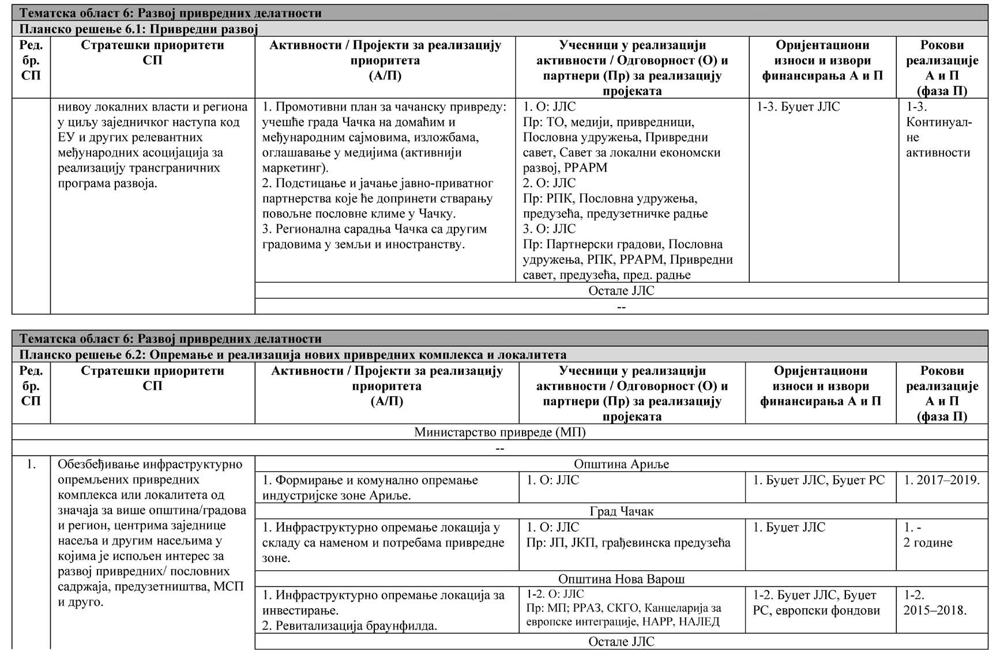 Тематска област 6: Развој привредних делатности
Планско решење 6.1: Привредни развој
Ред.
бр.
СП
Стратешки приоритети
СП
Активности / Пројекти за реализацију
приоритета
(А/П)
Учесници у реализацији
активности / Одговорност (О) и
партнери (Пр) за реализацију
пројеката
Оријентациони
износи и извори
финансирања А и П
Рокови
реализације
А и П
(фаза П)
нивоу локалних власти и региона
у циљу заједничког наступа код
ЕУ и других релевантних
међународних асоцијација за
реализацију трансграничних
програма развоја.
1. Промотивни план за чачанску привреду:
учешће града Чачка на домаћим и
међународним сајмовима, изложбама,
оглашавање у медијима (активнији
маркетинг).
2. Подстицање и јачање јавно-приватног
партнерства које ће допринети стварању
повољне пословне климе у Чачку.
3. Регионална сарадња Чачка са другим
градовима у земљи и иностранству.
1. О: ЈЛС
Пр: ТО, медији, привредници,
Пословна удружења, Привредни
савет, Савет за локални економски
развој, РРАРМ
2. О: ЈЛС
Пр: РПК, Пословна удружења,
предузећа, предузетничке радње
3. О: ЈЛС
Пр: Партнерски градови, Пословна
удружења, РПК, РРАРМ, Привредни
савет, предузећа, пред. радње
1-3. Буџет ЈЛС
1-3.
Континуал-
не
активности
Остале ЈЛС
--
Тематска област 6: Развој привредних делатности
Планско решење 6.2: Опремање и реализација нових привредних комплекса и локалитета
Ред.
бр.
СП
Стратешки приоритети
СП
Активности / Пројекти за реализацију
приоритета
(А/П)
Учесници у реализацији
активности / Одговорност (О) и
партнери (Пр) за реализацију
пројеката
Оријентациони
износи и извори
финансирања А и П
Рокови
реализације
А и П
(фаза П)
Министарство привреде (МП)
--
1.
Обезбеђивање инфраструктурно
опремљених привредних
комплекса или локалитета од
значаја за више општина/градова
и регион, центрима заједнице
насеља и другим насељима у
којима је испољен интерес за
развој привредних/ пословних
садржаја, предузетништва, МСП
и друго.
Општина Ариље
1. Формирање и комунално опремање
индустријске зоне Ариље.
1. О: ЈЛС
1. Буџет ЈЛС, Буџет РС
1. 2017–2019.
Град Чачак
1. Инфраструктурно опремање локација у
складу са наменом и потребама привредне
зоне.
1. О: ЈЛС
Пр: ЈП, ЈКП, грађевинска предузећа
1. Буџет ЈЛС
1. -
2 године
Општина Нова Варош
1. Инфраструктурно опремање локација за
инвестирање.
2. Ревитализација браунфилда.
1-2. О: ЈЛС
Пр: МП; РРАЗ, СКГО, Канцеларија за
европске интеграције, НАРР, НАЛЕД
1-2. Буџет ЈЛС, Буџет
РС, европски фондови
1-2.
2015–2018.
Остале ЈЛС